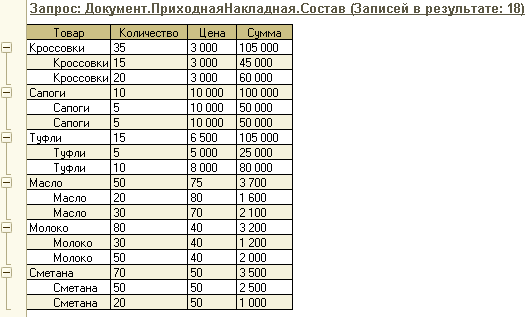 Запрос: Документ.ПриходнаяНакладная.Состав (Записей в результате: 18)
Товар Количество Цена Сумма
Кроссовки 35 3 000 105 000
Кроссовки 15 3 000 45 000
Кроссовки 20 3 000 60 000
Сапоги 10 10 000 100 000
Сапоги 5 10 000 50 000
Сапоги 5 10 000 50 000
Туфли 15 6 500 105 000
Туфли 5 5 000 25 000
Туфли 10 8 000 80 000
Масло 50 75 3 700
Масло 20 80 1 600
Масло 30 70 2 100
Молоко 80 40 3 200
Молоко 30 40 1 200
Молоко 50 40 2 000
Сметана 70 50 3 500
Сметана 50 50 2 500
Сметана 20 50 1 000